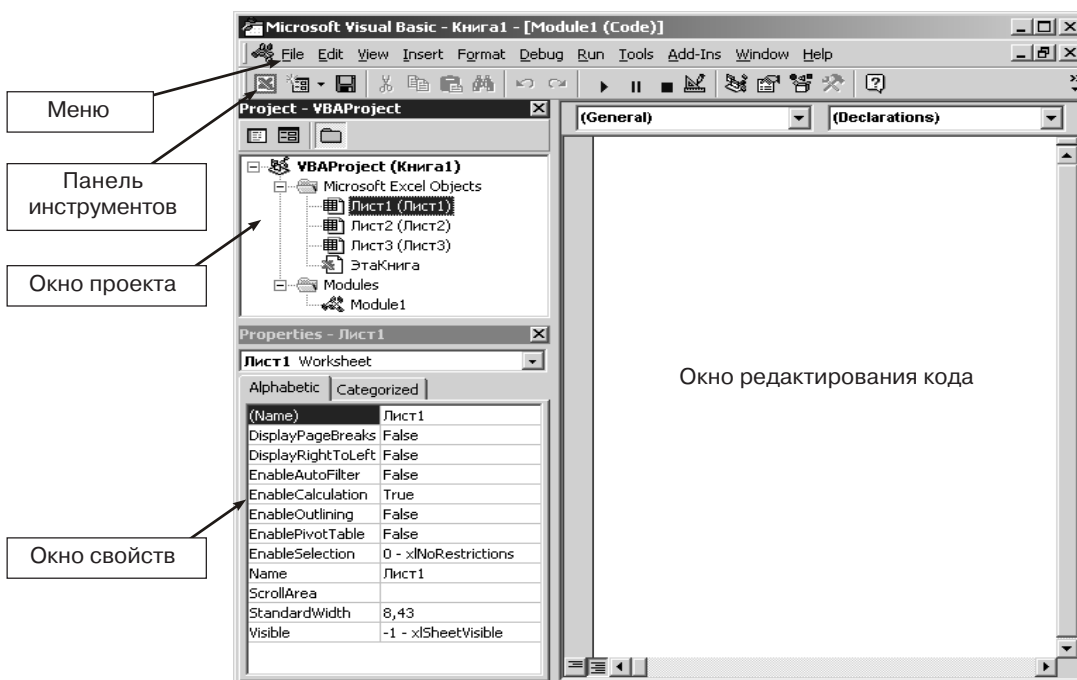 Microsoft Visual Basic - Книга1 - [Module1 (Code)]
File Edit View Insert Format Debug Run Tools Add-Ins Window Help
Меню
Панель
инструментов
Окно проекта
Окно свойств
Project - VBAProject
VBAProject (Книга1)
Microsoft Excel Objects
Лист1 (Лист1)
Лист2 (Лист2)
Лист3 (Лист3)
ЭтаКнига
Modules
Module1
Properties - Лист1
Лист1 Worksheet
Alphabetic Categorized
(Name) Лист1
DisplayPageBreaks False
DisplayRightToLeft False
EnableAutoFilter False
EnableCalculation True
EnableOutlining False
EnablePivotTable False
EnableSelection 0 - xlNoRestrictions
Name Лист1
ScrollArea
StandardWidth 8,43
Visible -1 - xlSheetVisible
(General) (Declarations)
Окно редактирования кода